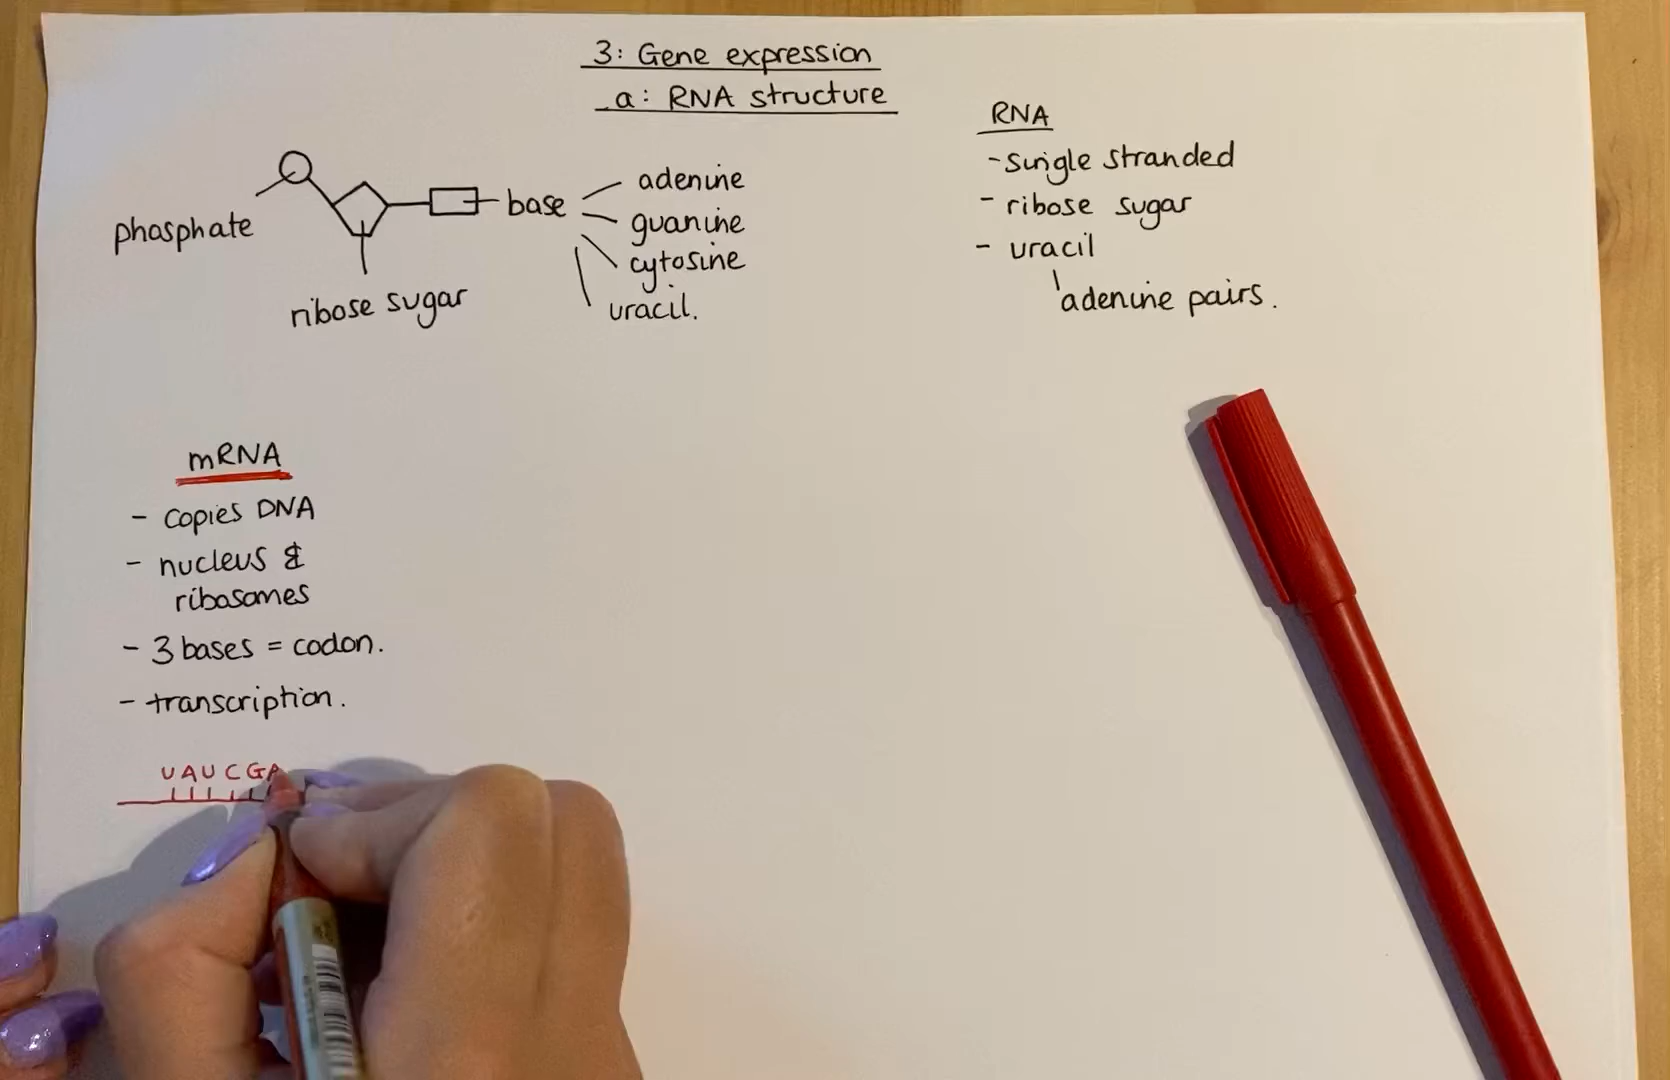 3: Gene expression
a: RNA structure
phosphate
ribose sugar
base
adenine
guanine
cytosine
uracil.
RNA
- single stranded
- ribose sugar
- uracil
adenine pairs.
mRNA
- copies DNA
- nucleus &
ribosomes
- 3 bases = codon.
- transcription.
U A U C G A